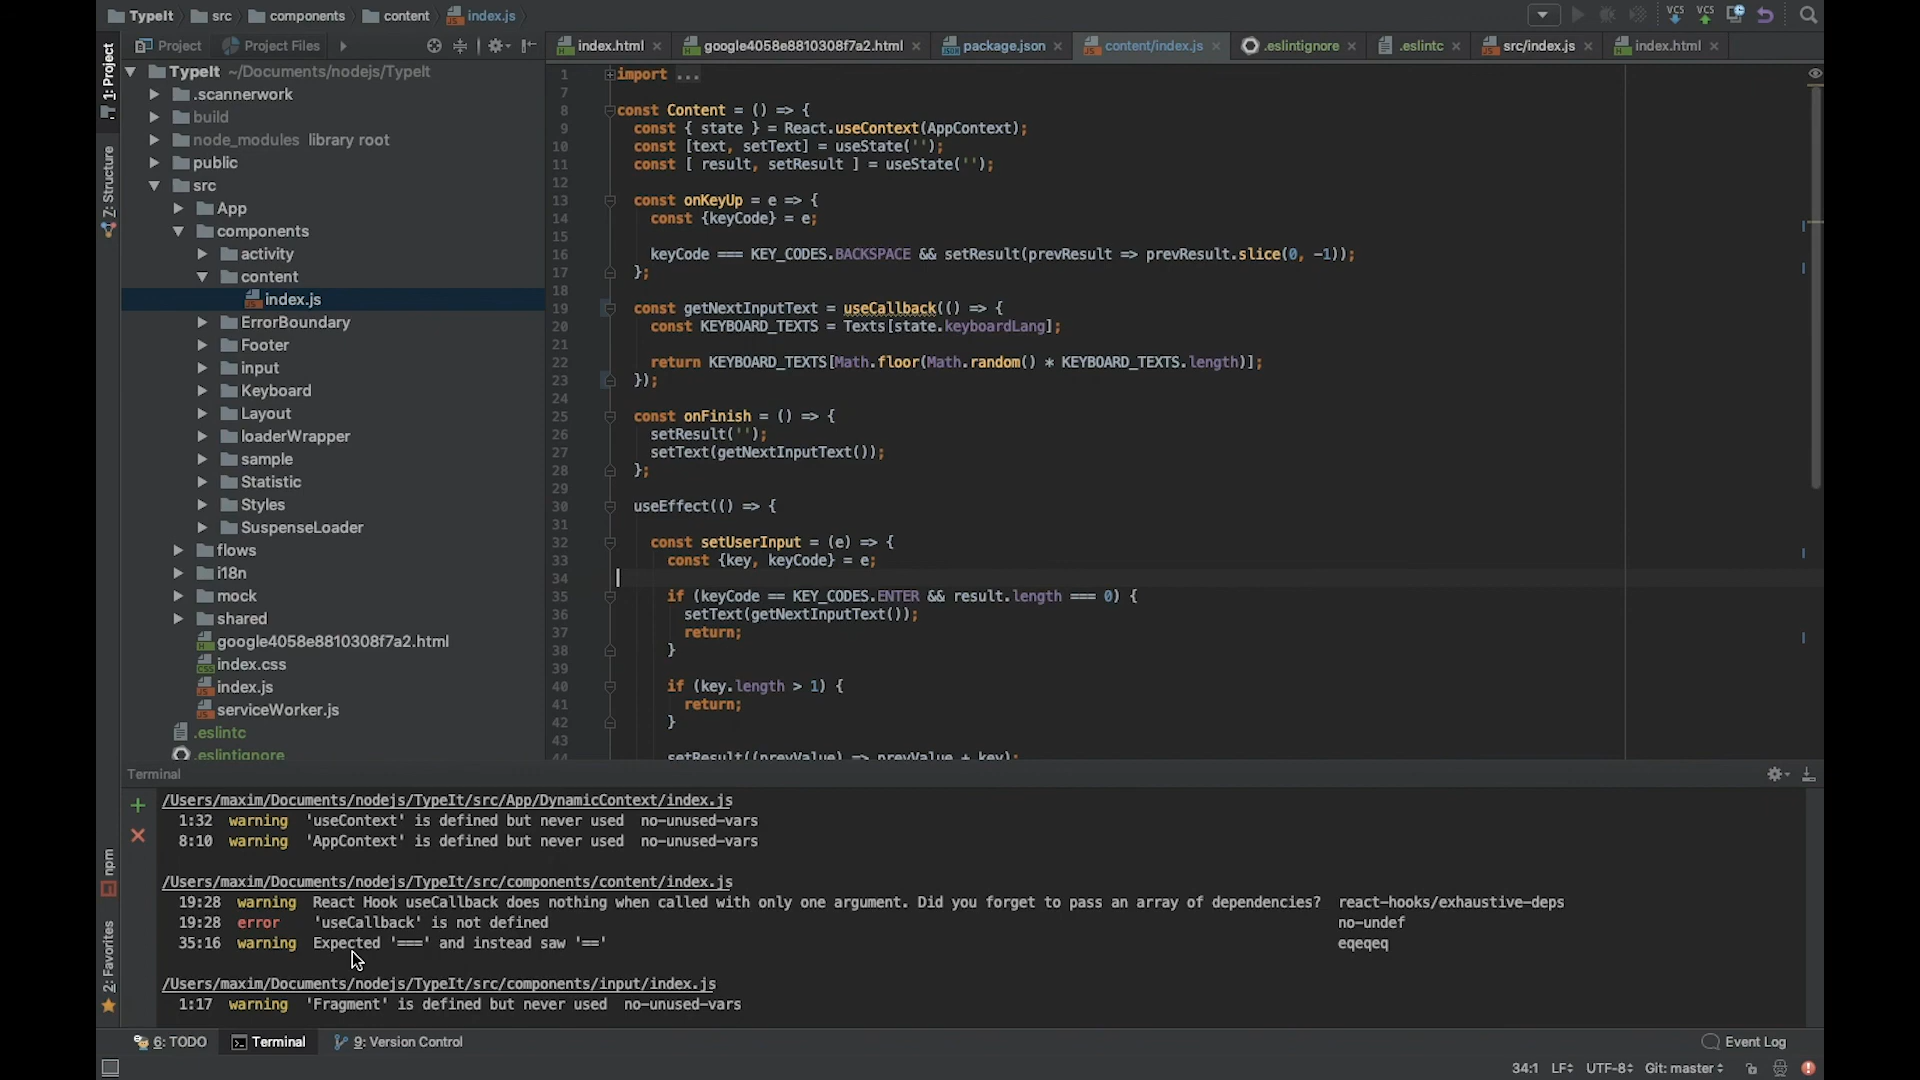 TypeIt src components content index.js
Project Project Files
index.html google4058e8810308f7a2.html package.json content/index.js .eslintignore .eslintc src/index.js index.html
1: Project
Z: Structure
npm
2: Favorites
TypeIt ~/Documents/nodejs/TypeIt
.scannerwork
build
node_modules library root
public
src
App
components
activity
content
index.js
ErrorBoundary
Footer
input
Keyboard
Layout
loaderWrapper
sample
Statistic
Styles
SuspenseLoader
flows
i18n
mock
shared
google4058e8810308f7a2.html
index.css
index.js
serviceWorker.js
.eslintc
.eslintignore
1 import ...
7
8 const Content = () => {
9 const { state } = React.useContext(AppContext);
10 const [text, setText] = useState('');
11 const [ result, setResult ] = useState('');
12
13 const onKeyUp = e => {
14 const {keyCode} = e;
15
16 keyCode === KEY_CODES.BACKSPACE && setResult(prevResult => prevResult.slice(0, -1));
17 };
18
19 const getNextInputText = useCallback(() => {
20 const KEYBOARD_TEXTS = Texts[state.keyboardLang];
21
22 return KEYBOARD_TEXTS[Math.floor(Math.random() * KEYBOARD_TEXTS.length)];
23 });
24
25 const onFinish = () => {
26 setResult('');
27 setText(getNextInputText());
28 };
29
30 useEffect(() => {
31
32 const setUserInput = (e) => {
33 const {key, keyCode} = e;
34
35 if (keyCode == KEY_CODES.ENTER && result.length === 0) {
36 setText(getNextInputText());
37 return;
38 }
39
40 if (key.length > 1) {
41 return;
42 }
43
44 setResult((prevValue) => prevValue + key);
Terminal
/Users/maxim/Documents/nodejs/TypeIt/src/App/DynamicContext/index.js
1:32 warning 'useContext' is defined but never used no-unused-vars
8:10 warning 'AppContext' is defined but never used no-unused-vars
/Users/maxim/Documents/nodejs/TypeIt/src/components/content/index.js
19:28 warning React Hook useCallback does nothing when called with only one argument. Did you forget to pass an array of dependencies? react-hooks/exhaustive-deps
19:28 error 'useCallback' is not defined no-undef
35:16 warning Expected '===' and instead saw '==' eqeqeq
/Users/maxim/Documents/nodejs/TypeIt/src/components/input/index.js
1:17 warning 'Fragment' is defined but never used no-unused-vars
6: TODO Terminal 9: Version Control Event Log
34:1 LF UTF-8 Git: master
VCS VCS